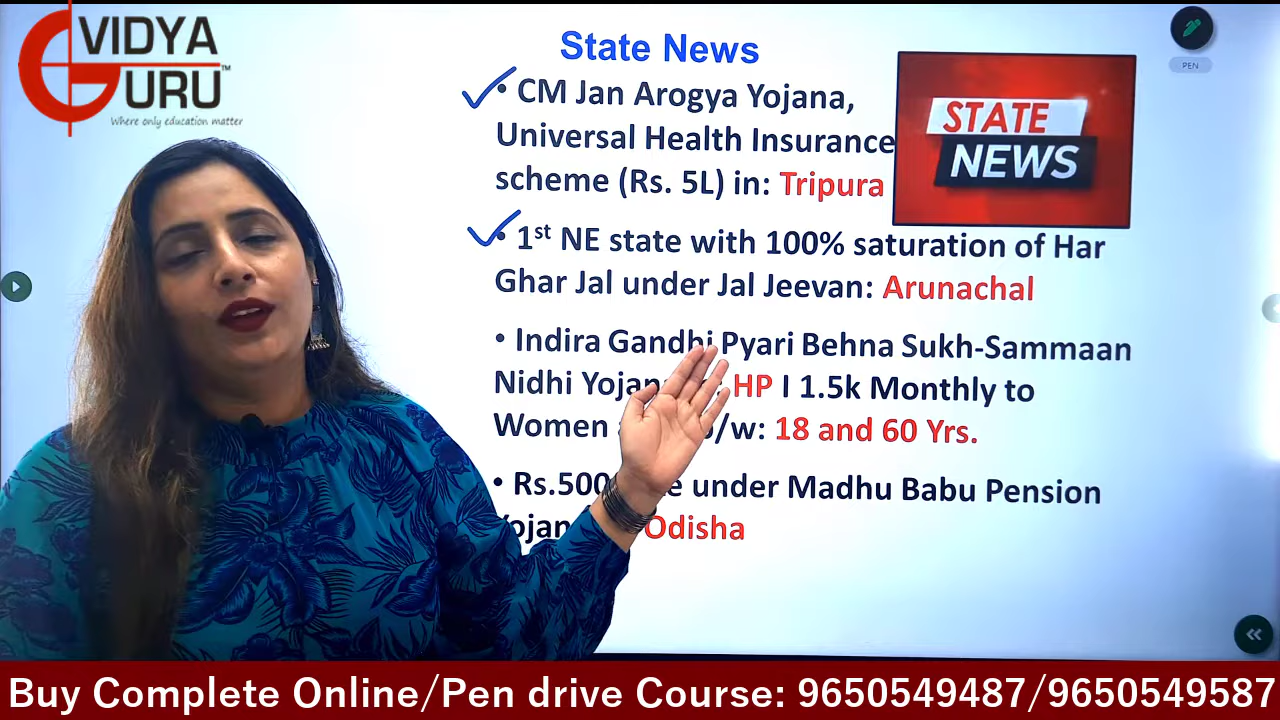 VIDYA
GURU™
Where only education matter
State News
• CM Jan Arogya Yojana,
Universal Health Insurance
scheme (Rs. 5L) in: Tripura
STATE
NEWS
PEN
• 1st NE state with 100% saturation of Har
Ghar Jal under Jal Jeevan: Arunachal
• Indira Gandhi Pyari Behna Sukh-Sammaan
Nidhi HP I 1.5k Monthly to
Women b/w: 18 and 60 Yrs.
• Rs.500 under Madhu Babu Pension
Odisha
Buy Complete Online/Pen drive Course: 9650549487/9650549587